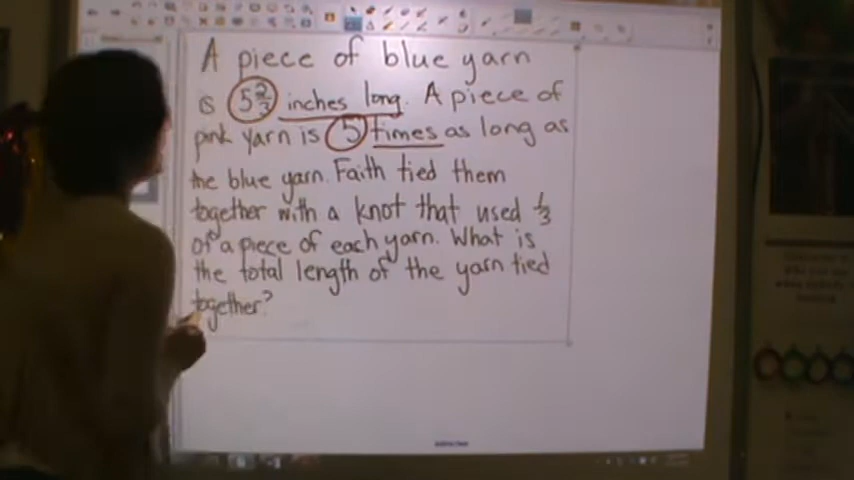 A piece of blue yarn
is 5 2/3 inches long. A piece of
pink yarn is 5 times as long as
the blue yarn. Faith tied them
together with a knot that used 1/3
of a piece of each yarn. What is
the total length of the yarn tied
together?